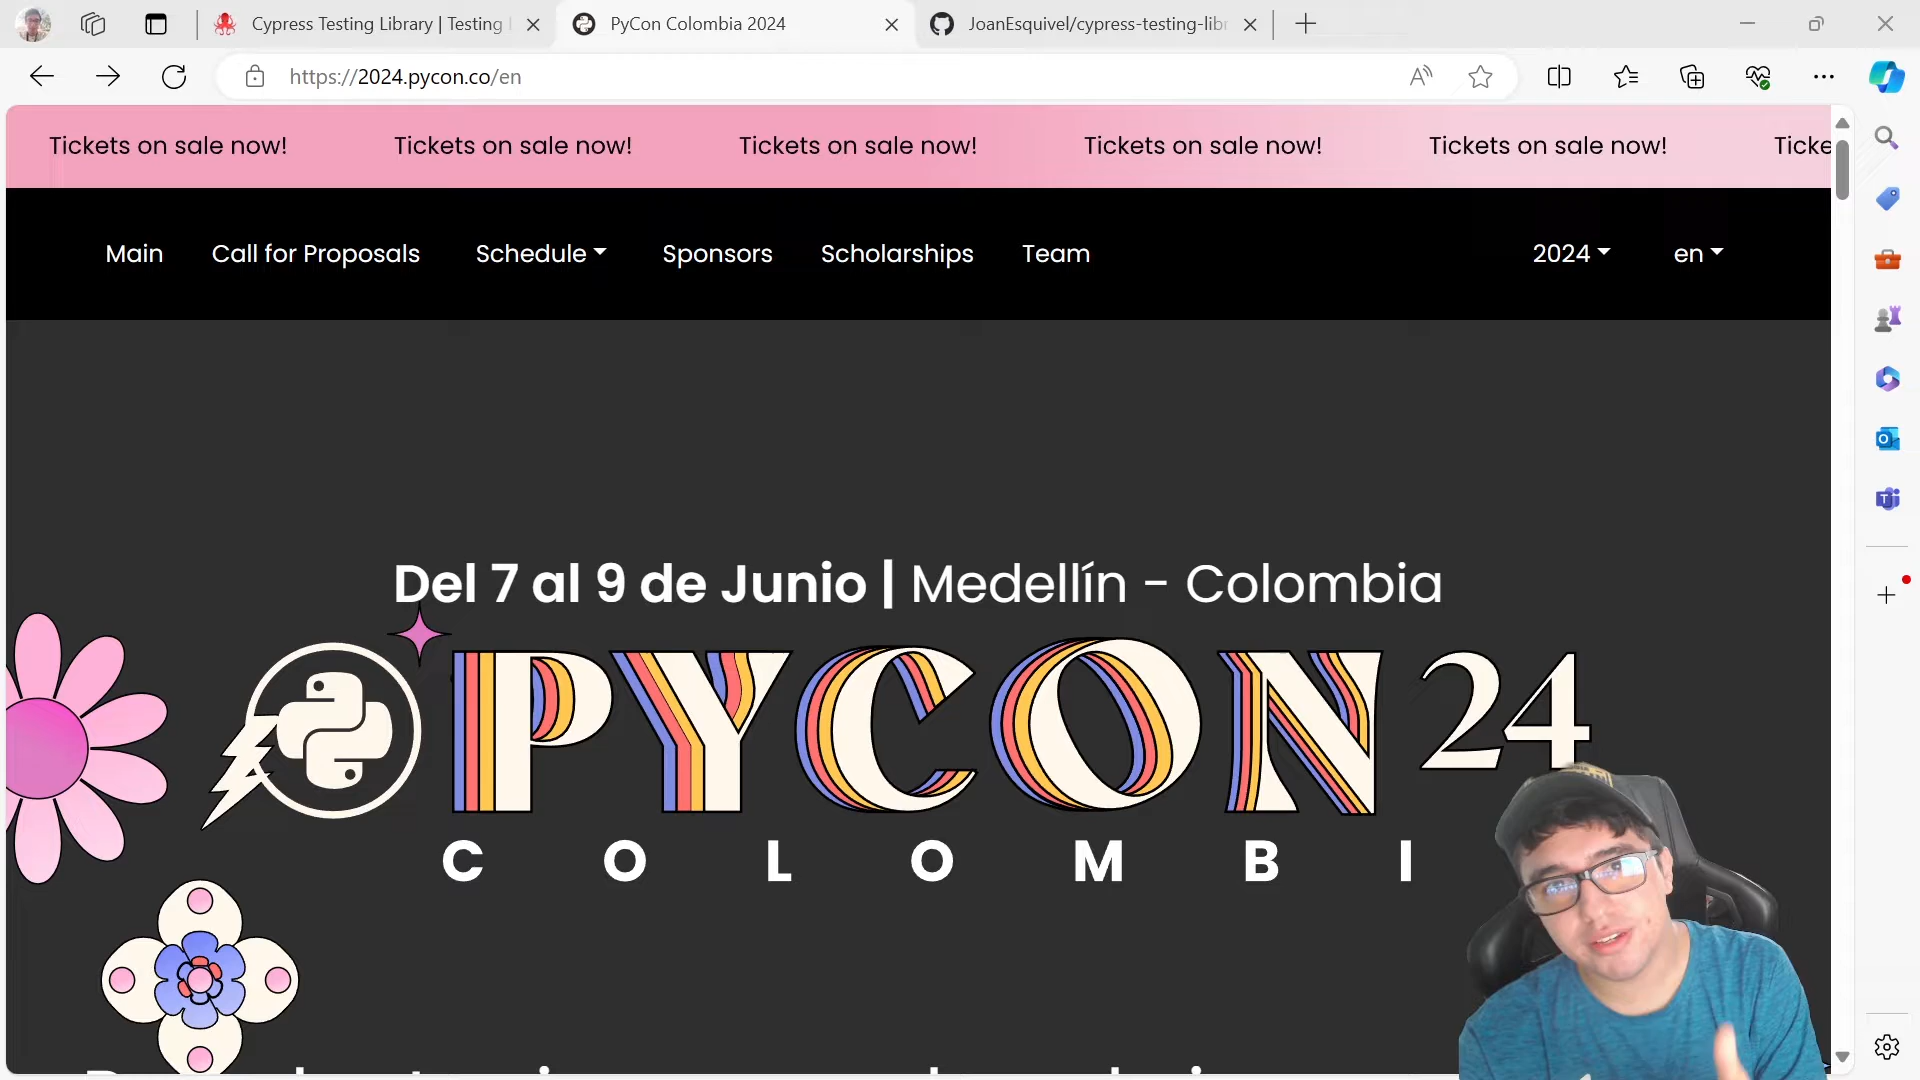 Cypress Testing Library | Testing
PyCon Colombia 2024
JoanEsquivel/cypress-testing-libr
https://2024.pycon.co/en
Tickets on sale now! Tickets on sale now! Tickets on sale now! Tickets on sale now! Tickets on sale now! Ticke
Main Call for Proposals Schedule Sponsors Scholarships Team 2024 en
Del 7 al 9 de Junio | Medellín - Colombia
PYCON 24
C O L O M B I